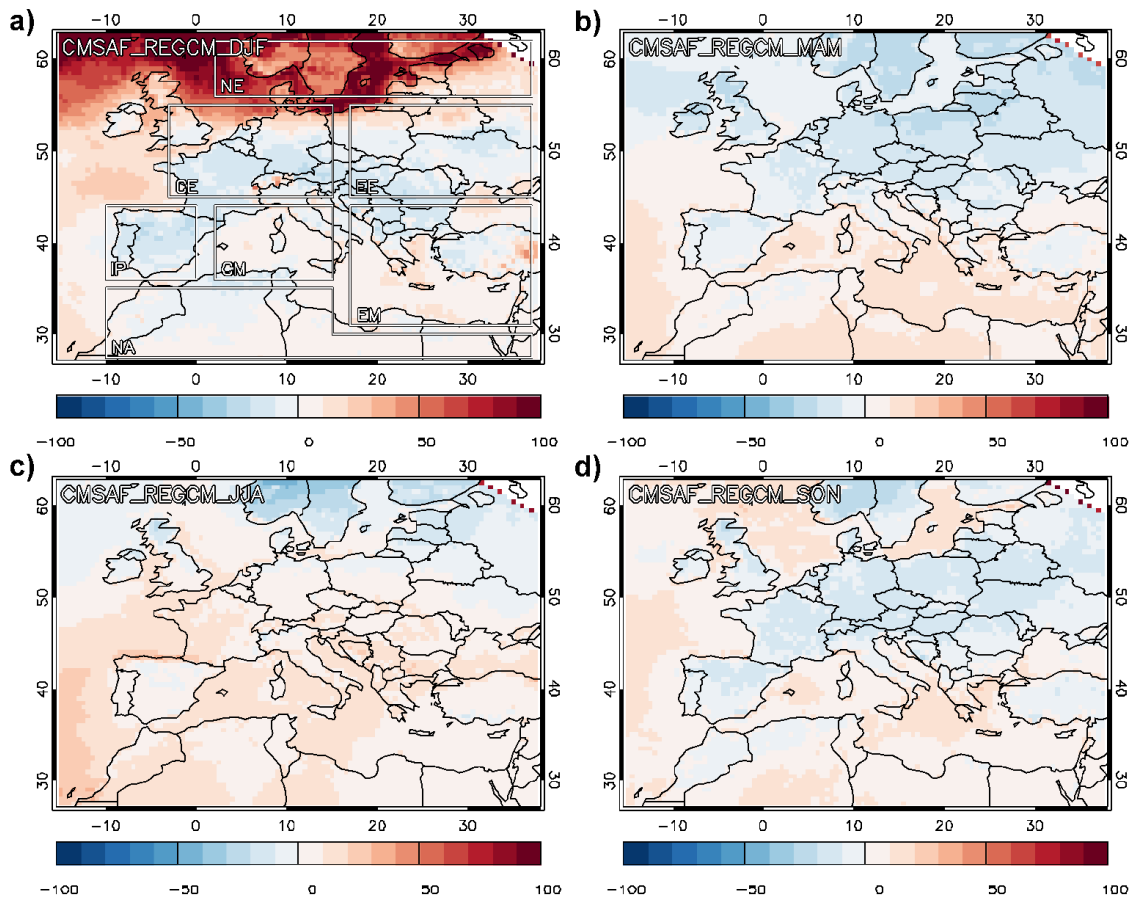 a)
0 10 20 30
CMSAF_REGCM_DJF
NE
CE
EE
IP
CM
EM
NA
60
50
40
30
60
50
40
30
-10 0 10 20 30
-100 -50 0 50 100
b)
-10 0 10 20 30
CMSAF_REGCM_MAM
60
50
40
30
60
50
40
30
-10 0 10 20 30
-100 -50 0 50 100
c)
-10 0 10 20 30
CMSAF_REGCM_JJA
60
50
40
30
60
50
40
30
-10 0 10 20 30
-100 -50 0 50 100
d)
-10 0 10 20 30
CMSAF_REGCM_SON
60
50
40
30
60
50
40
30
-10 0 10 20 30
-100 -50 0 50 100